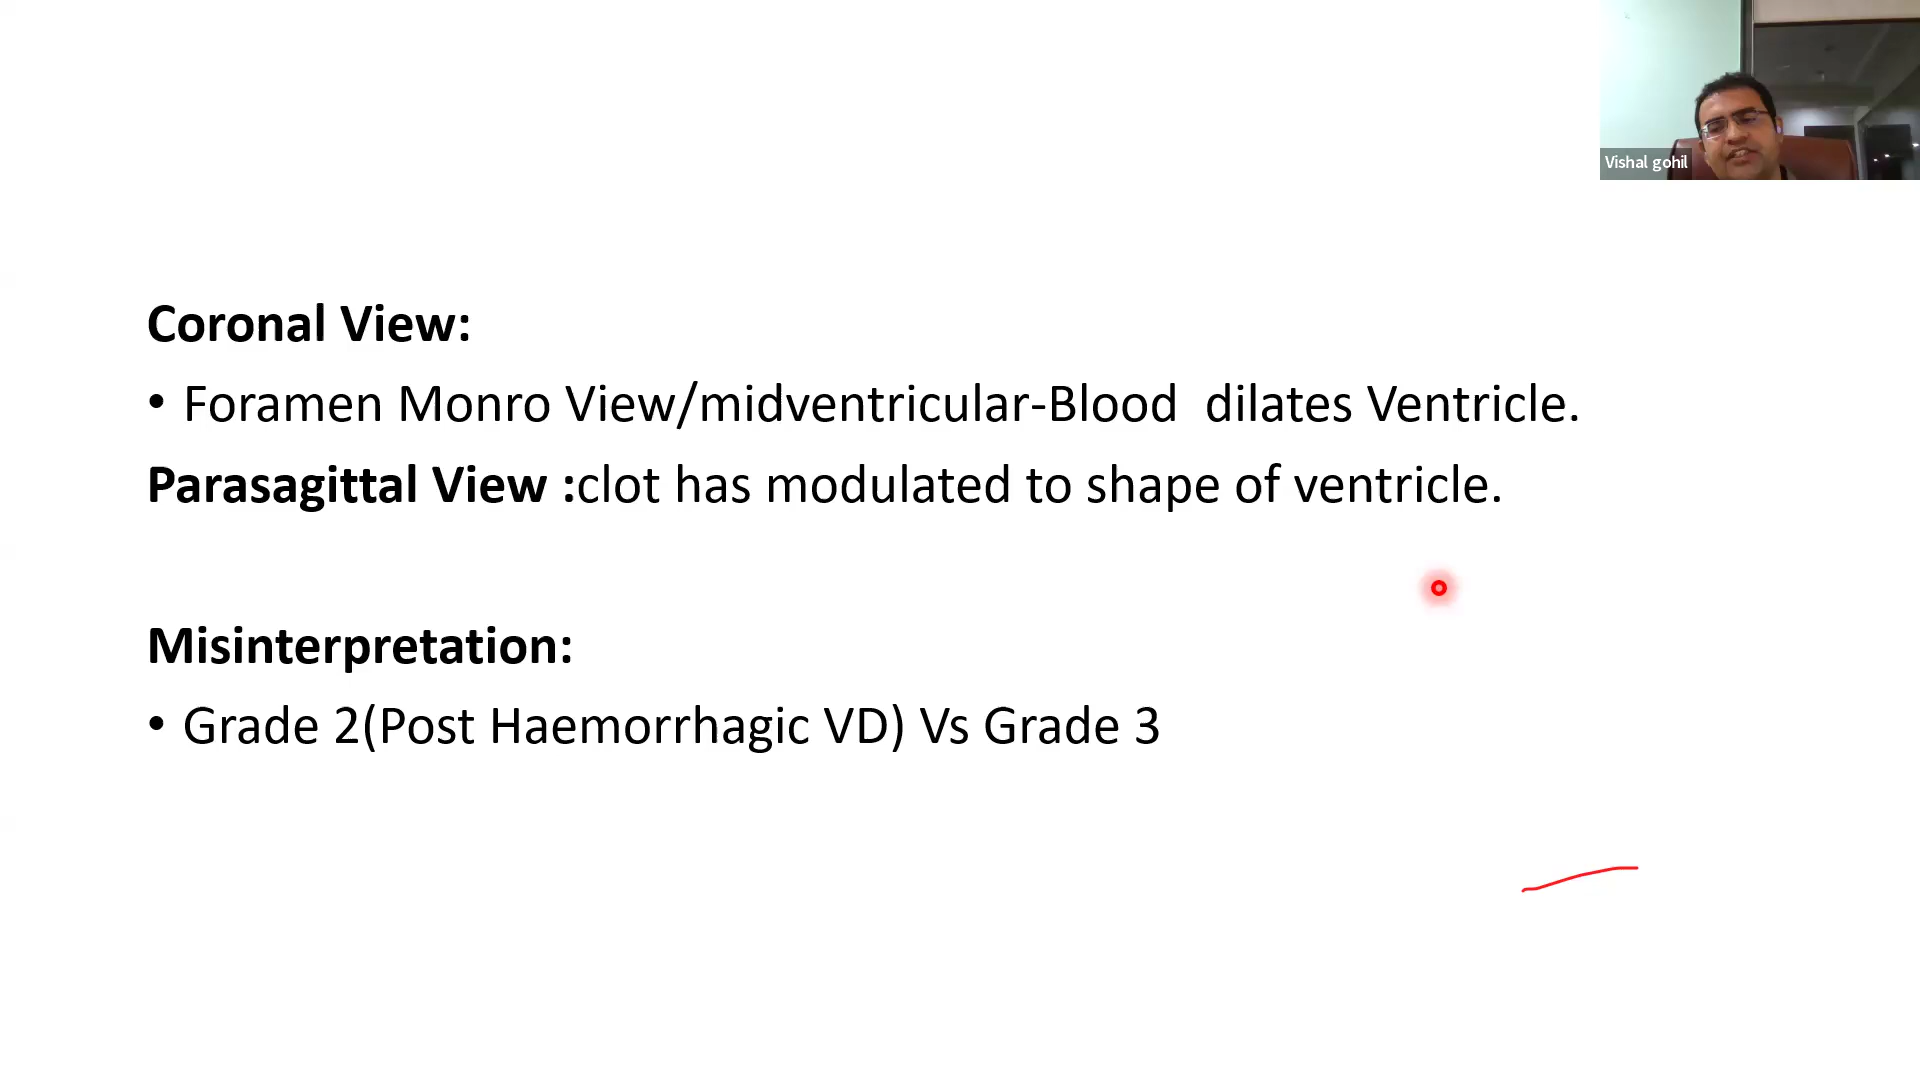 Vishal gohil
Coronal View:
• Foramen Monro View/midventricular-Blood  dilates Ventricle.
Parasagittal View :clot has modulated to shape of ventricle.
Misinterpretation:
• Grade 2(Post Haemorrhagic VD) Vs Grade 3